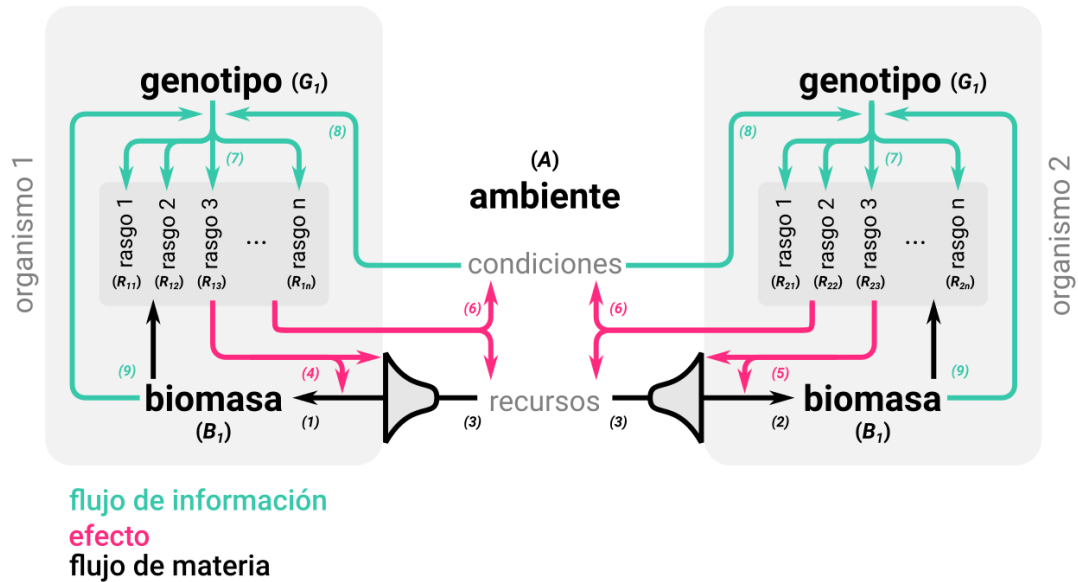 organismo 1
genotipo (G1)
(8)
(7)
rasgo 1
(R11)
rasgo 2
(R12)
rasgo 3
(R13)
...
rasgo n
(R1n)
(9)
(4)
biomasa
(B1)
(1)
(A)
ambiente
condiciones
(6)
(6)
recursos
(3)
(3)
organismo 2
genotipo (G1)
(8)
(7)
rasgo 1
(R21)
rasgo 2
(R22)
rasgo 3
(R23)
...
rasgo n
(R2n)
(5)
(9)
(2)
biomasa
(B1)
flujo de información
efecto
flujo de materia